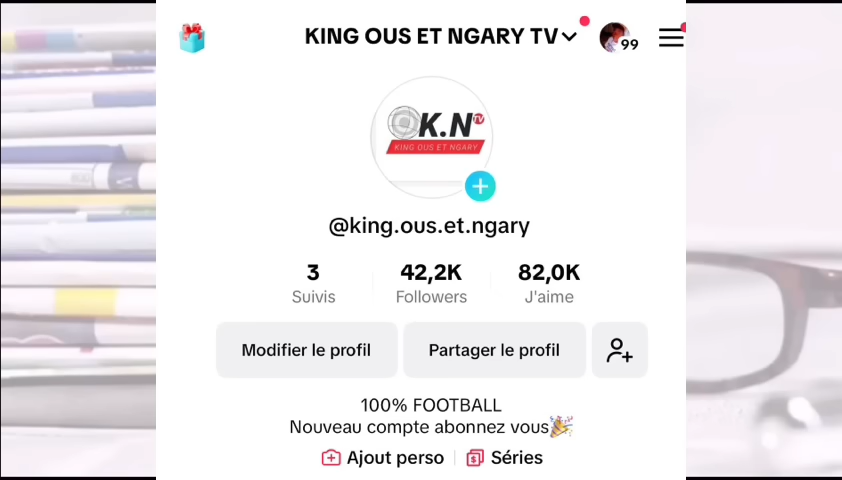 KING OUS ET NGARY TV
99
K.N TV
KING OUS ET NGARY
@king.ous.et.ngary
3 42,2K 82,0K
Suivis Followers J'aime
Modifier le profil Partager le profil
100% FOOTBALL
Nouveau compte abonnez vous🎉
Ajout perso Séries